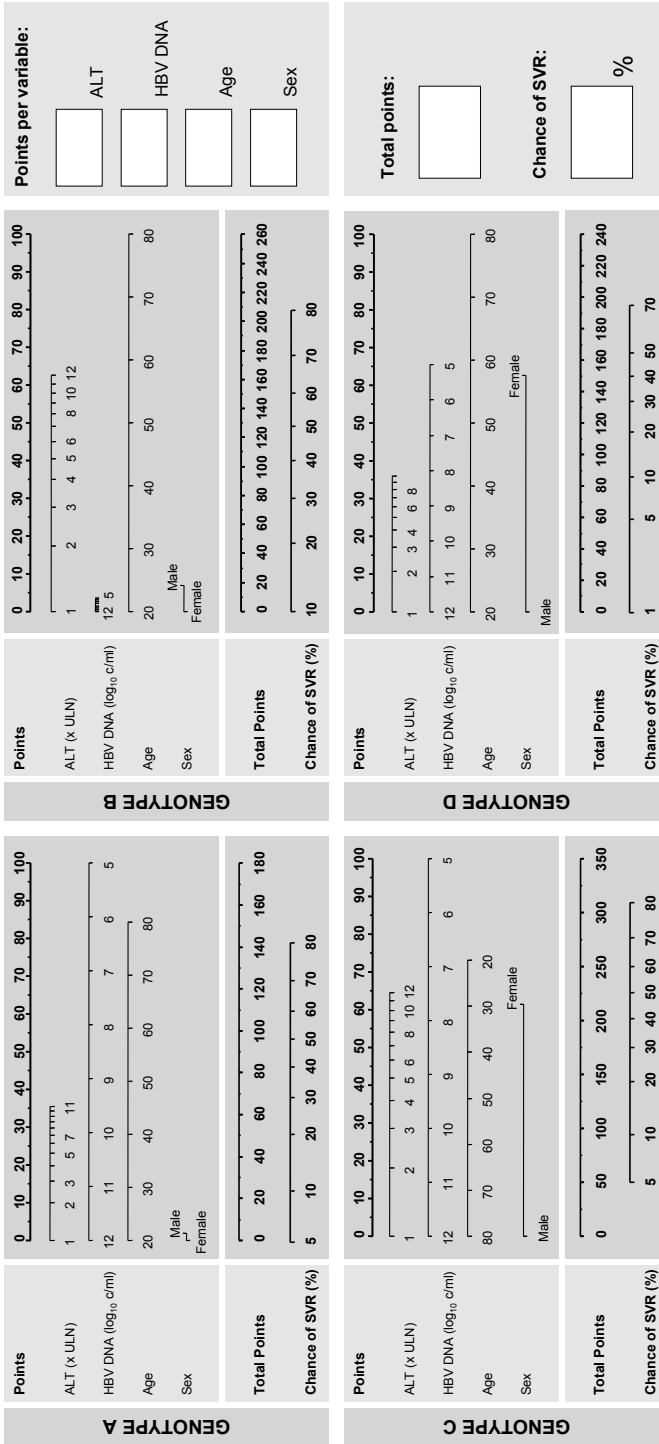 GENOTYPE A
Points 0 10 20 30 40 50 60 70 80 90 100
ALT (x ULN) 1 2 3 5 7 11
HBV DNA (log₁₀ c/ml) 12 11 10 9 8 7 6 5
Age 20 30 40 50 60 70 80
Male
Sex
Female
Total Points 0 20 40 60 80 100 120 140 160 180
Chance of SVR (%) 5 10 20 30 40 50 60 70 80
GENOTYPE B
Points 0 10 20 30 40 50 60 70 80 90 100
ALT (x ULN) 1 2 3 4 5 6 8 10 12
HBV DNA (log₁₀ c/ml) 12 5
Age 20 30 40 50 60 70 80
Male
Sex
Female
Total Points 0 20 40 60 80 100 120 140 160 180 200 220 240 260
Chance of SVR (%) 10 20 30 40 50 60 70 80
Points per variable:
ALT
HBV DNA
Age
Sex
GENOTYPE C
Points 0 10 20 30 40 50 60 70 80 90 100
ALT (x ULN) 1 2 3 4 5 6 8 10 12
HBV DNA (log₁₀ c/ml) 12 11 10 9 8 7 6 5
Age 80 70 60 50 40 30 20
Female
Sex
Male
Total Points 0 50 100 150 200 250 300 350
Chance of SVR (%) 5 10 20 30 40 50 60 70 80
GENOTYPE D
Points 0 10 20 30 40 50 60 70 80 90 100
ALT (x ULN) 1 2 3 4 6 8
HBV DNA (log₁₀ c/ml) 12 11 10 9 8 7 6 5
Age 20 30 40 50 60 70 80
Female
Sex
Male
Total Points 0 20 40 60 80 100 120 140 160 180 200 220 240
Chance of SVR (%) 1 5 10 20 30 40 50 70
Total points:
Chance of SVR:
%